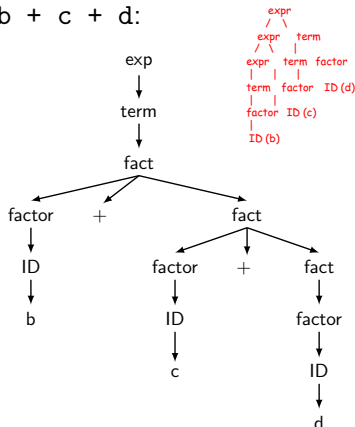 b + c + d:
expr
expr term
expr term factor
term factor ID (d)
factor ID (c)
ID (b)
exp
term
fact
factor + fact
ID factor + fact
b ID factor
c ID
d